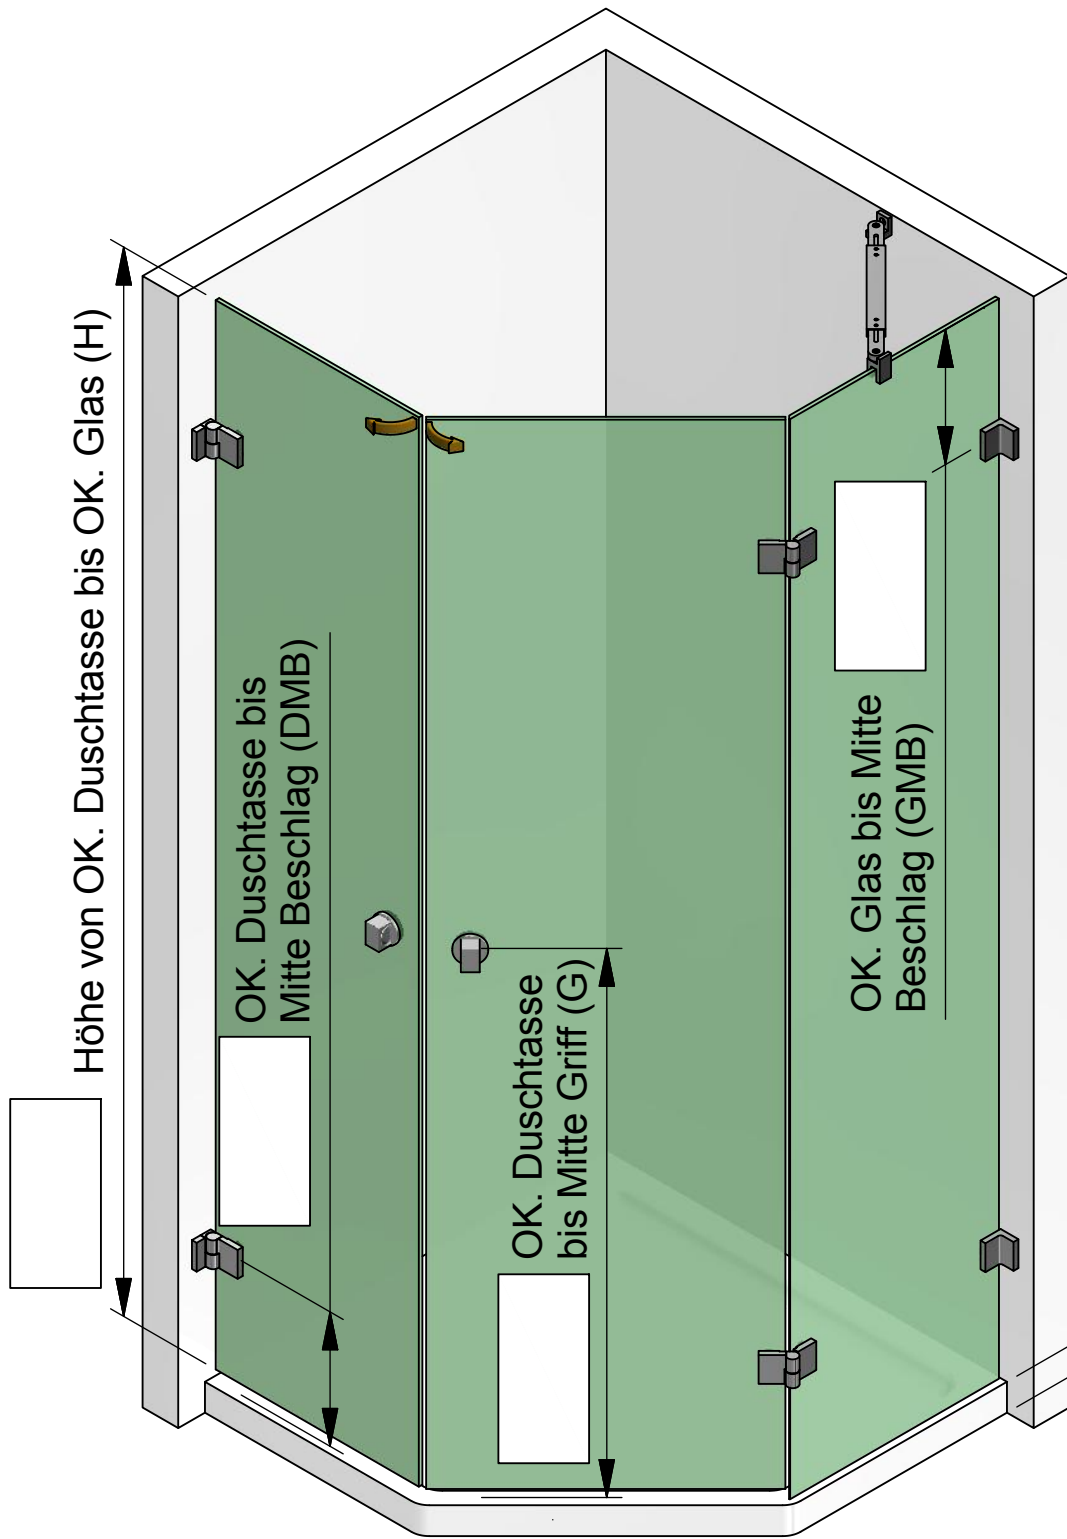 Höhe von OK. Duschtasse bis OK. Glas (H)
OK. Duschtasse bis
Mitte Beschlag (DMB)
OK. Duschtasse
bis Mitte Griff (G)
OK. Glas bis Mitte
Beschlag (GMB)